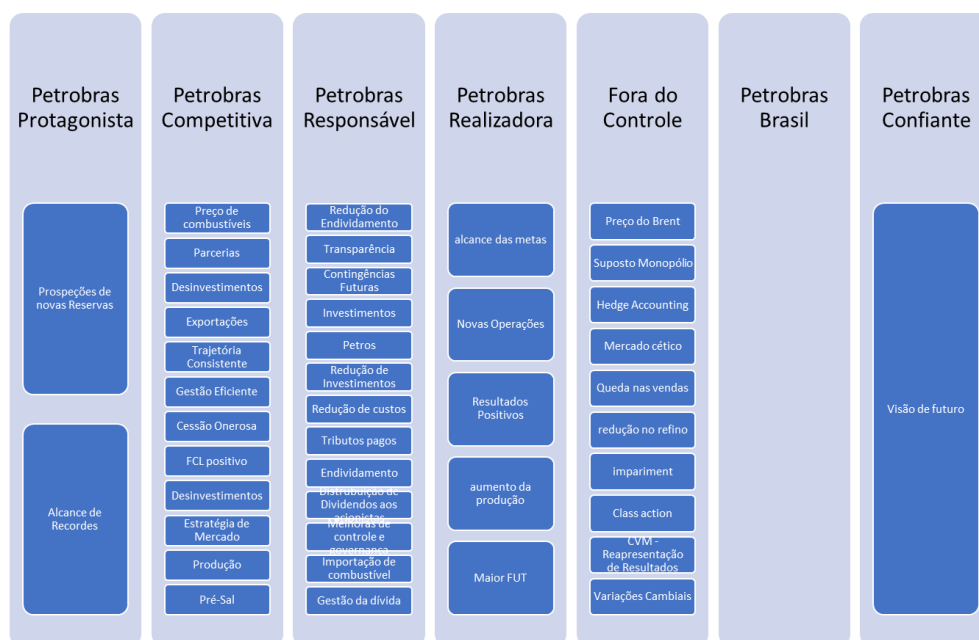 Petrobras
Protagonista
Prospeções de
novas Reservas
Alcance de
Recordes
Petrobras
Competitiva
Preço de
combustíveis
Parcerias
Desinvestimentos
Exportações
Trajetória
Consistente
Gestão Eficiente
Cessão Onerosa
FCL positivo
Desinvestimentos
Estratégia de
Mercado
Produção
Pré-Sal
Petrobras
Responsável
Redução do
Endividamento
Transparência
Contingências
Futuras
Investimentos
Petros
Redução de
Investimentos
Redução de custos
Tributos pagos
Endividamento
Distribuição de
Dividendos aos
acionistas
Melhoras de
controle e
governança
Importação de
combustível
Gestão da dívida
Petrobras
Realizadora
alcance das metas
Novas Operações
Resultados
Positivos
aumento da
produção
Maior FUT
Fora do
Controle
Preço do Brent
Suposto Monopólio
Hedge Accounting
Mercado cético
Queda nas vendas
redução no refino
impariment
Class action
CVM -
Reapresentação
de Resultados
Variações Cambiais
Petrobras
Brasil
Petrobras
Confiante
Visão de futuro